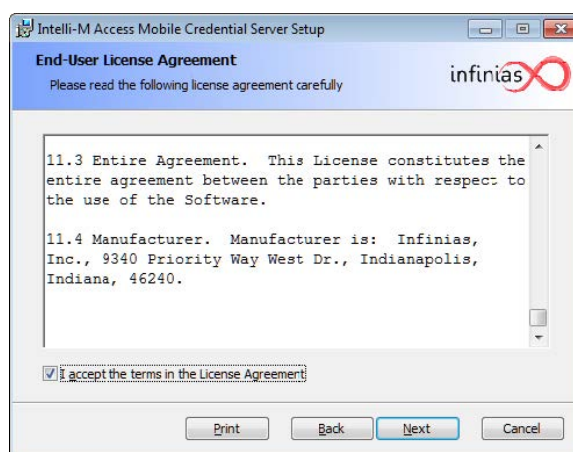 Intelli-M Access Mobile Credential Server Setup
End-User License Agreement
Please read the following license agreement carefully
infinias
11.3 Entire Agreement.  This License constitutes the
entire agreement between the parties with respect to
the use of the Software.
11.4 Manufacturer.  Manufacturer is:  Infinias,
Inc., 9340 Priority Way West Dr., Indianapolis,
Indiana, 46240.
I accept the terms in the License Agreement
Print Back Next Cancel